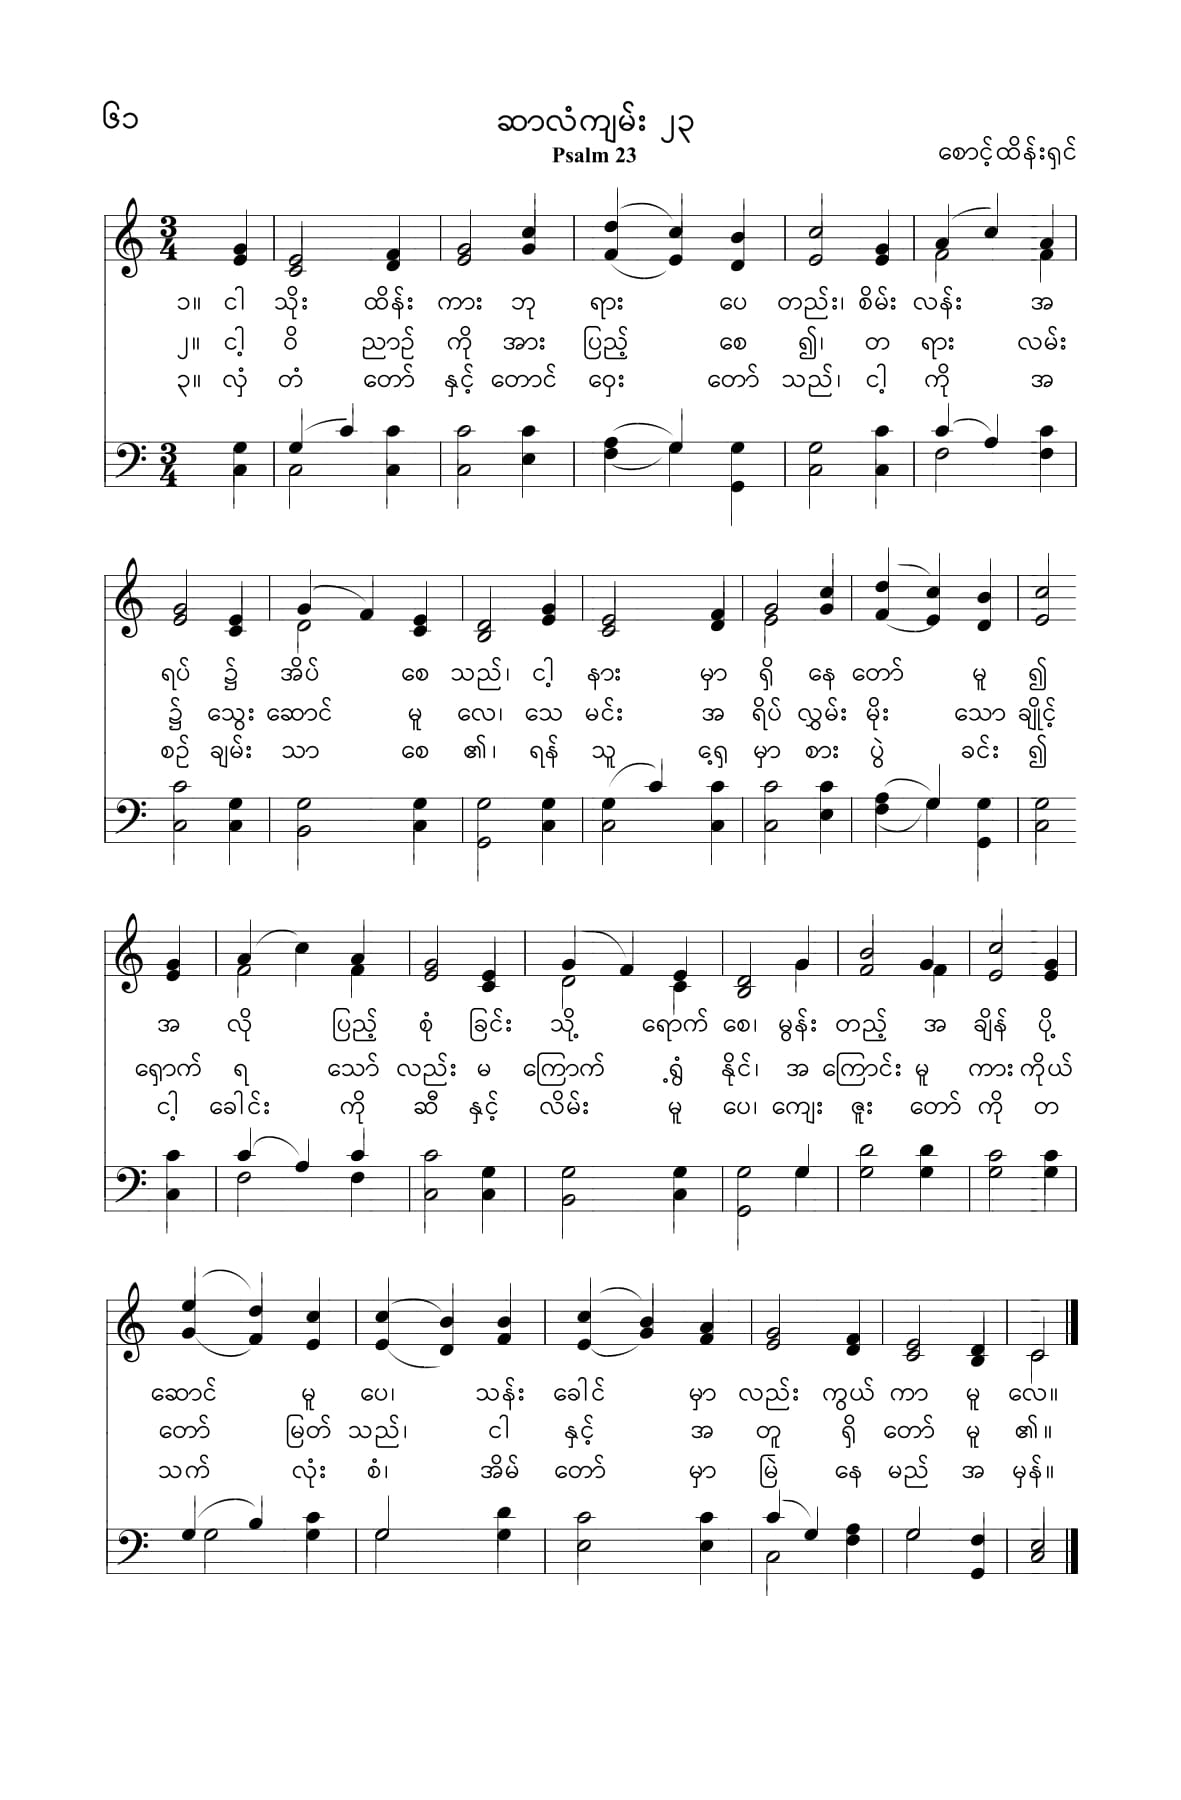 ၆၁
ဆာလံကျမ်း ၂၃
Psalm 23
စောင့်ထိန်းရှင်
၁။ ငါ သိုး ထိန်း ကား ဘု ရား ပေ တည်း၊ စိမ်း လန်း အ
၂။ ငါ့ ဝိ ညာဉ် ကို အား ပြည့် စေ ၍၊ တ ရား လမ်း
၃။ လှံ တံ တော် နှင့် တောင် ဝှေး တော် သည်၊ ငါ့ ကို အ
ရပ် ၌ အိပ် စေ သည်၊ ငါ့ နား မှာ ရှိ နေ တော် မူ ၍
၌ သွေး ဆောင် မူ လေ၊ သေ မင်း အ ရိပ် လွှမ်း မိုး သော ချိုင့်
စဉ် ချမ်း သာ စေ ၏၊ ရန် သူ ရှေ့ မှာ စား ပွဲ ခင်း ၍
အ လို ပြည့် စုံ ခြင်း သို့ ရောက် စေ၊ မွန်း တည့် အ ချိန် ပို့
ရှောက် ရ သော် လည်း မ ကြောက် ရွံ့ နိုင်၊ အ ကြောင်း မူ ကား ကိုယ်
ငါ့ ခေါင်း ကို ဆီ နှင့် လိမ်း မူ ပေ၊ ကျေး ဇူး တော် ကို တ
ဆောင် မူ ပေ၊ သန်း ခေါင် မှာ လည်း ကွယ် ကာ မူ လေ။
တော် မြတ် သည်၊ ငါ နှင့် အ တူ ရှိ တော် မူ ၏။
သက် လုံး စံ၊ အိမ် တော် မှာ မြဲ နေ မည် အ မှန်။